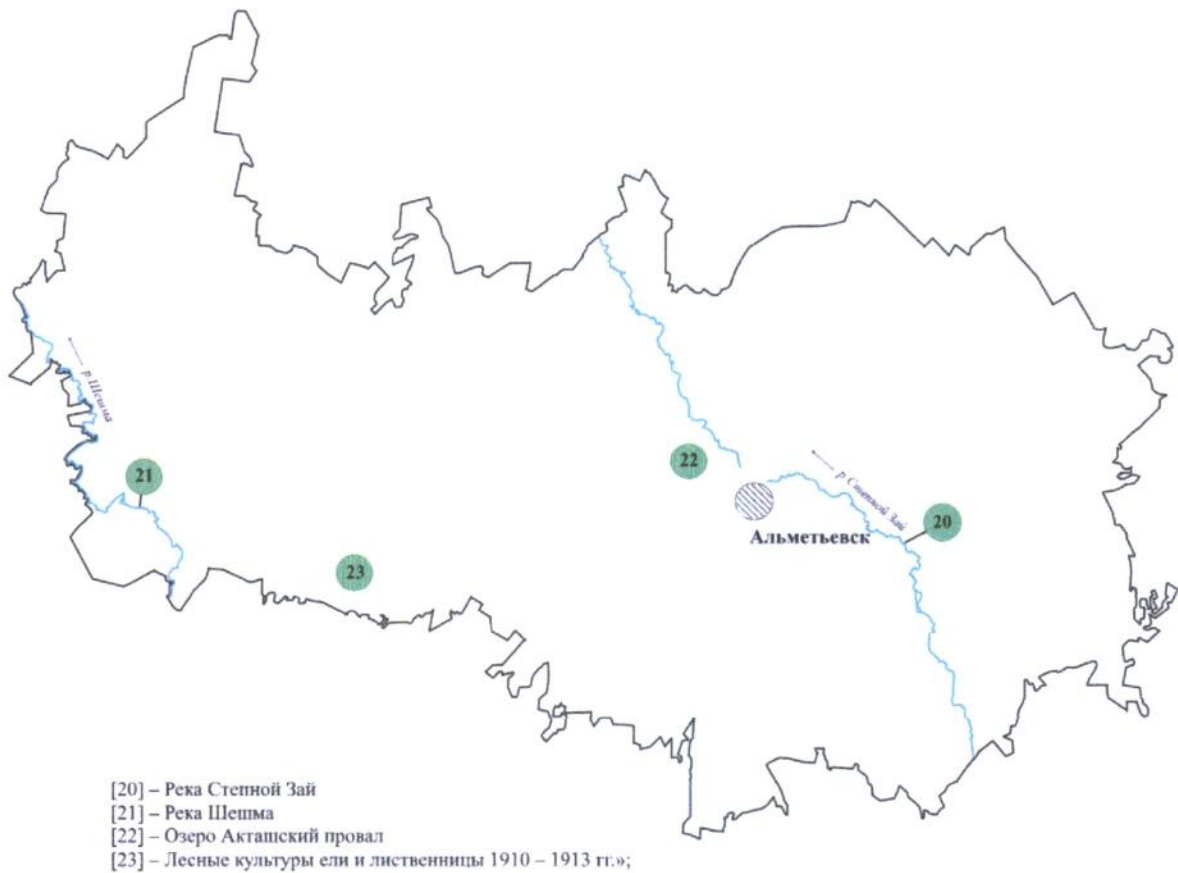 р Шешма
21
22
р Степной Зай
20
Альметьевск
23
[20] – Река Степной Зай
[21] – Река Шешма
[22] – Озеро Акташский провал
[23] – Лесные культуры ели и лиственницы 1910 – 1913 гг.»;